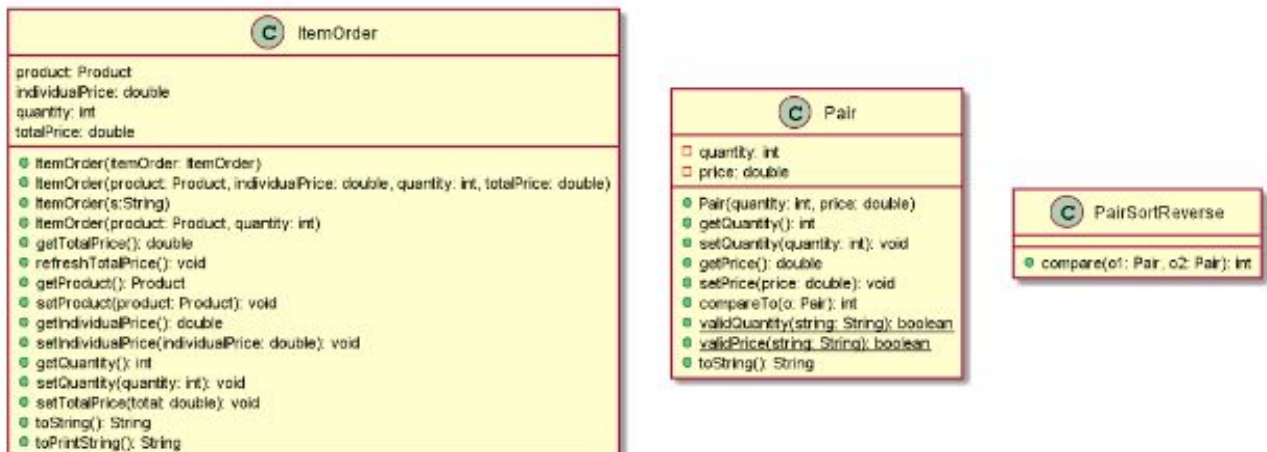 C ItemOrder
product: Product
individualPrice: double
quantity: int
totalPrice: double
ItemOrder(itemOrder: ItemOrder)
ItemOrder(product: Product, individualPrice: double, quantity: int, totalPrice: double)
ItemOrder(s:String)
ItemOrder(product: Product, quantity: int)
getTotalPrice(): double
refreshTotalPrice(): void
getProduct(): Product
setProduct(product: Product): void
getIndividualPrice(): double
setIndividualPrice(individualPrice: double): void
getQuantity(): int
setQuantity(quantity: int): void
setTotalPrice(total: double): void
toString(): String
toPrintString(): String
C Pair
quantity: int
price: double
Pair(quantity: int, price: double)
getQuantity(): int
setQuantity(quantity: int): void
getPrice(): double
setPrice(price: double): void
compareTo(o: Pair): int
validQuantity(string: String): boolean
validPrice(string: String): boolean
toString(): String
C PairSortReverse
compare(o1: Pair, o2: Pair): int